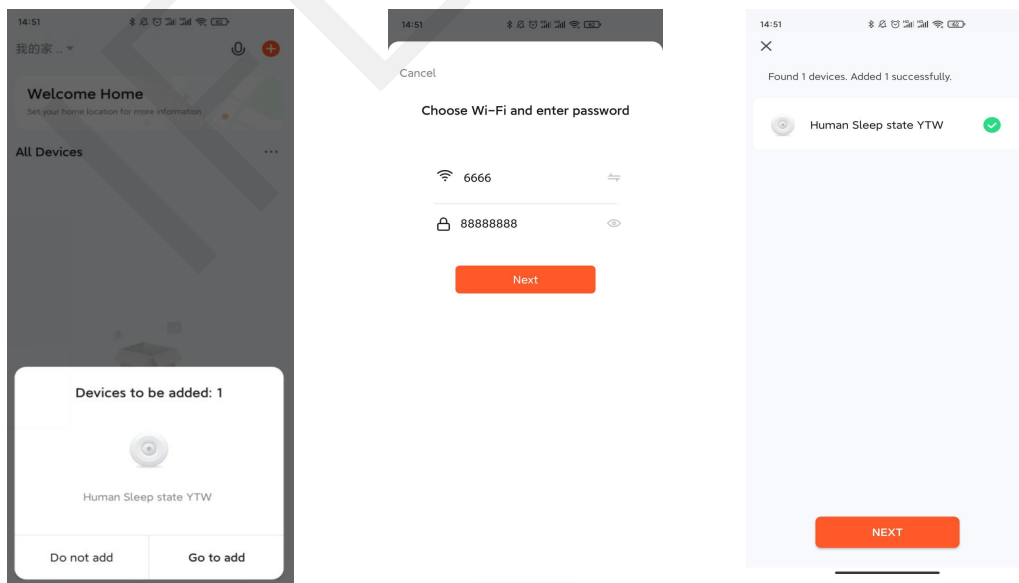 14:51
我的家 ..
Welcome Home
Set your home location for more information
All Devices
Devices to be added: 1
Human Sleep state YTW
Do not add
Go to add
14:51
Cancel
Choose Wi-Fi and enter password
6666
88888888
Next
14:51
Found 1 devices. Added 1 successfully.
Human Sleep state YTW
NEXT